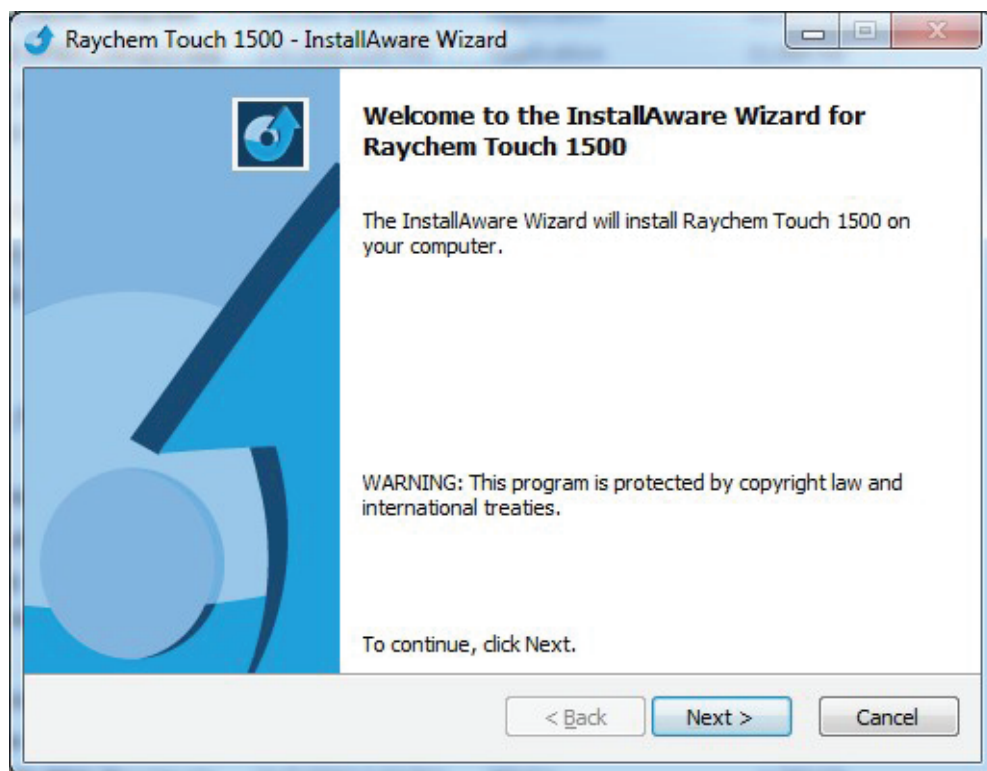 Raychem Touch 1500 - InstallAware Wizard
Welcome to the InstallAware Wizard for
Raychem Touch 1500
The InstallAware Wizard will install Raychem Touch 1500 on
your computer.
WARNING: This program is protected by copyright law and
international treaties.
To continue, click Next.
< Back Next > Cancel